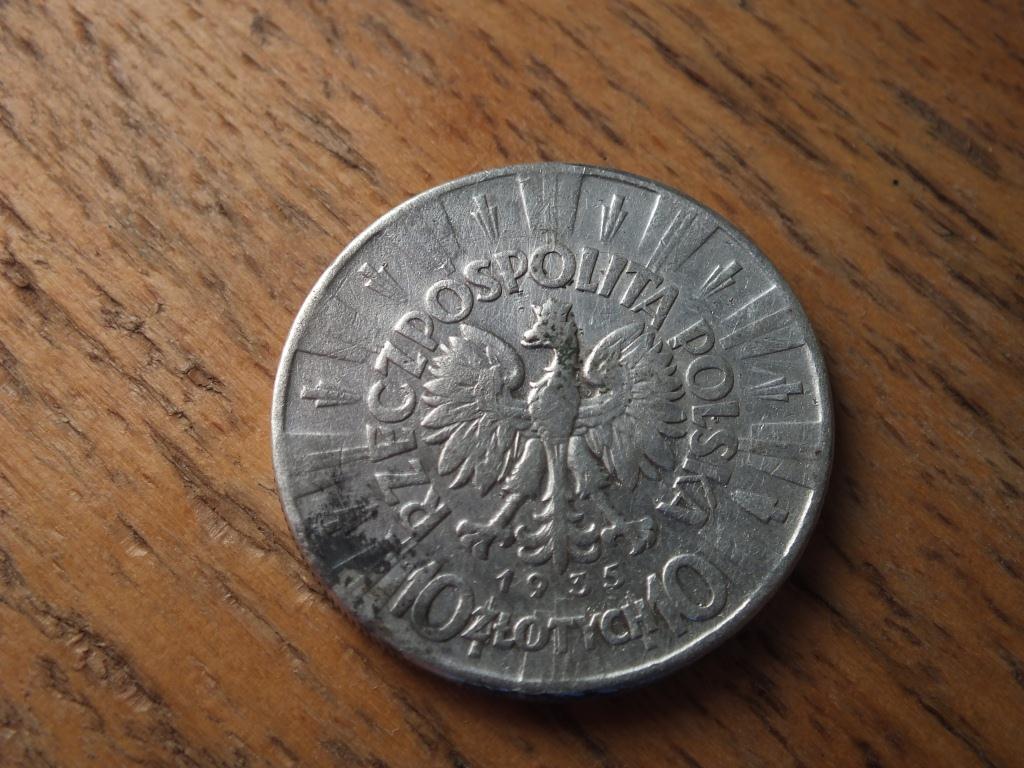 RZECZPOSPOLITA POLSKA
1935
10 ZŁOTYCH 10